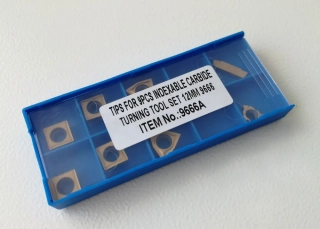 TIPS FOR 9PCS INDEXABLE CARBIDE
TURNING TOOL SET 12MM 9666
ITEM No.:9666A